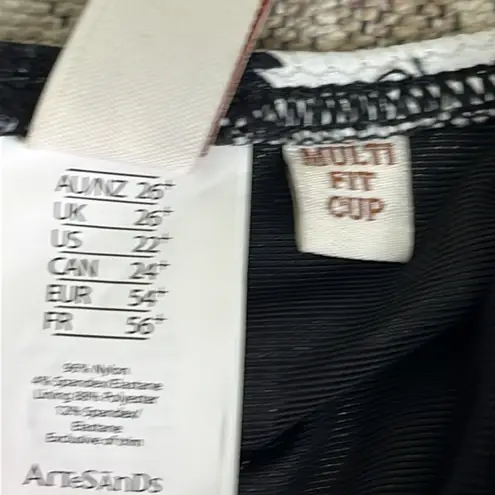 AU/NZ 26+
UK 26+
US 22+
CAN 24+
EUR 54+
FR 56+
96% Nylon
4% Spandex/Elastane
Lining 88% Polyester
12% Spandex/
Elastane
Exclusive of trim
ARTESANDS
MULTI
FIT
CUP